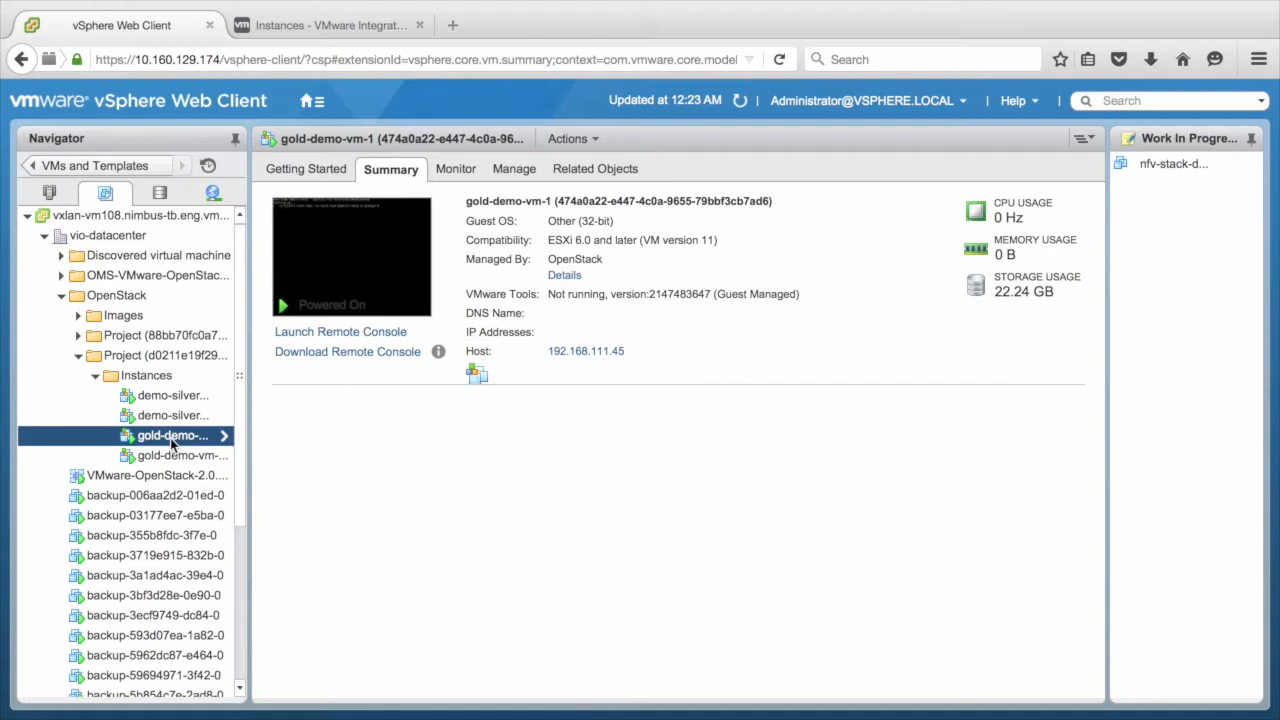 vSphere Web Client
Instances - VMware Integrat...
https://10.160.129.174/vsphere-client/?csp#extensionId=vsphere.core.vm.summary;context=com.vmware.core.model
Search
vmware® vSphere Web Client
Updated at 12:23 AM
Administrator@VSPHERE.LOCAL
Help
Search
Navigator
VMs and Templates
vxlan-vm108.nimbus-tb.eng.vm...
vio-datacenter
Discovered virtual machine
OMS-VMware-OpenStac...
OpenStack
Images
Project (88bb70fc0a7...
Project (d0211e19f29...
Instances
demo-silver...
demo-silver...
gold-demo-...
gold-demo-vm-...
VMware-OpenStack-2.0....
backup-006aa2d2-01ed-0
backup-03177ee7-e5ba-0
backup-355b8fdc-3f7e-0
backup-3719e915-832b-0
backup-3a1ad4ac-39e4-0
backup-3bf3d28e-0e90-0
backup-3ecf9749-dc84-0
backup-593d07ea-1a82-0
backup-5962dc87-e464-0
backup-59694971-3f42-0
backup-5b854c7e-2ad8-0
gold-demo-vm-1 (474a0a22-e447-4c0a-96...
Actions
Getting Started
Summary
Monitor
Manage
Related Objects
Powered On
Launch Remote Console
Download Remote Console
gold-demo-vm-1 (474a0a22-e447-4c0a-9655-79bbf3cb7ad6)
Guest OS: Other (32-bit)
Compatibility: ESXi 6.0 and later (VM version 11)
Managed By: OpenStack
Details
VMware Tools: Not running, version:2147483647 (Guest Managed)
DNS Name:
IP Addresses:
Host: 192.168.111.45
CPU USAGE
0 Hz
MEMORY USAGE
0 B
STORAGE USAGE
22.24 GB
Work In Progre...
nfv-stack-d...